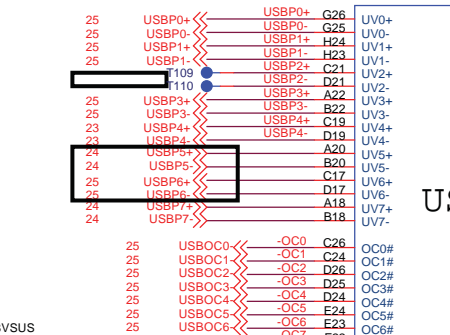 25 USBP0+ USBP0+ G26 UV0+
25 USBP0- USBP0- G25 UV0-
25 USBP1+ USBP1+ H24 UV1+
25 USBP1- USBP1- H23 UV1-
T109 USBP2+ C21 UV2+
T110 USBP2- D21 UV2-
25 USBP3+ USBP3+ A22 UV3+
25 USBP3- USBP3- B22 UV3-
23 USBP4+ USBP4+ C19 UV4+
23 USBP4- USBP4- D19 UV4-
24 USBP5+ A20 UV5+
24 USBP5- B20 UV5-
25 USBP6+ C17 UV6+
25 USBP6- D17 UV6-
24 USBP7+ A18 UV7+
24 USBP7- B18 UV7-
25 USBOC0- -OC0 C26 OC0#
25 USBOC1- -OC1 C24 OC1#
25 USBOC2- -OC2 D26 OC2#
25 USBOC3- -OC3 D25 OC3#
25 USBOC4- -OC4 D24 OC4#
25 USBOC5- -OC5 E24 OC5#
25 USBOC6- -OC6 E23 OC6#
VSUS
-OC7